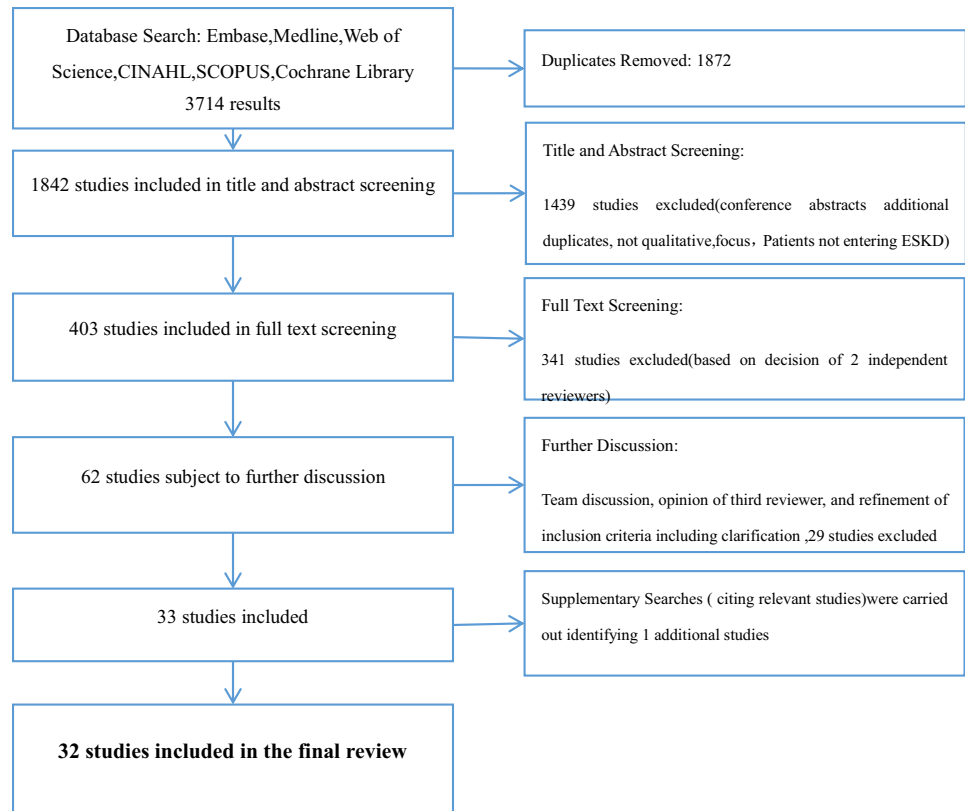 Database Search: Embase,Medline,Web of
Science,CINAHL,SCOPUS,Cochrane Library
3714 results
Duplicates Removed: 1872
1842 studies included in title and abstract screening
Title and Abstract Screening:
1439 studies excluded(conference abstracts additional
duplicates, not qualitative,focus，Patients not entering ESKD)
403 studies included in full text screening
Full Text Screening:
341 studies excluded(based on decision of 2 independent
reviewers)
62 studies subject to further discussion
Further Discussion:
Team discussion, opinion of third reviewer, and refinement of
inclusion criteria including clarification ,29 studies excluded
33 studies included
Supplementary Searches ( citing relevant studies)were carried
out identifying 1 additional studies
32 studies included in the final review